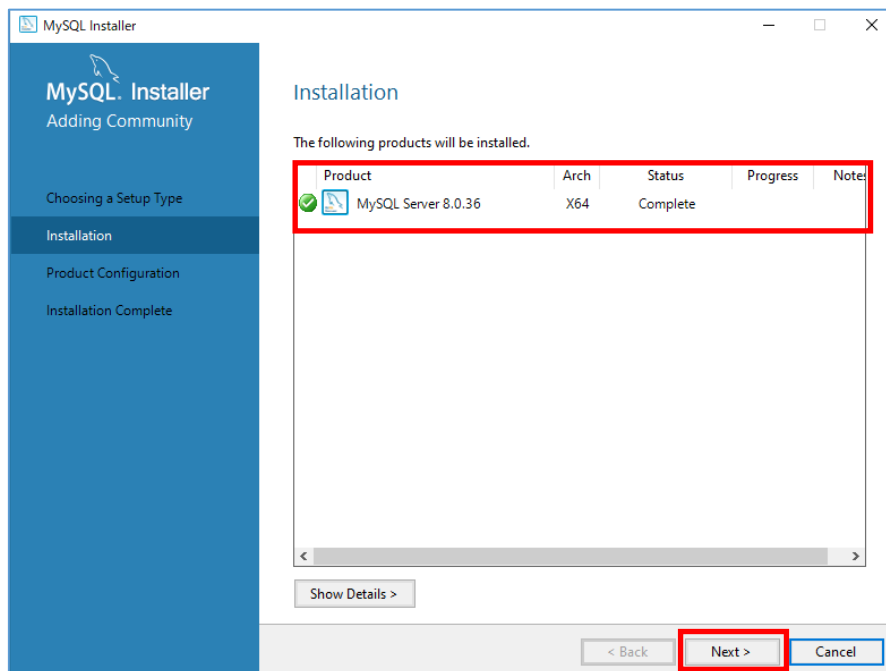 MySQL Installer
MySQL. Installer
Adding Community
Choosing a Setup Type
Installation
Product Configuration
Installation Complete
Installation
The following products will be installed.
Product Arch Status Progress Notes
MySQL Server 8.0.36 X64 Complete
Show Details >
< Back Next > Cancel